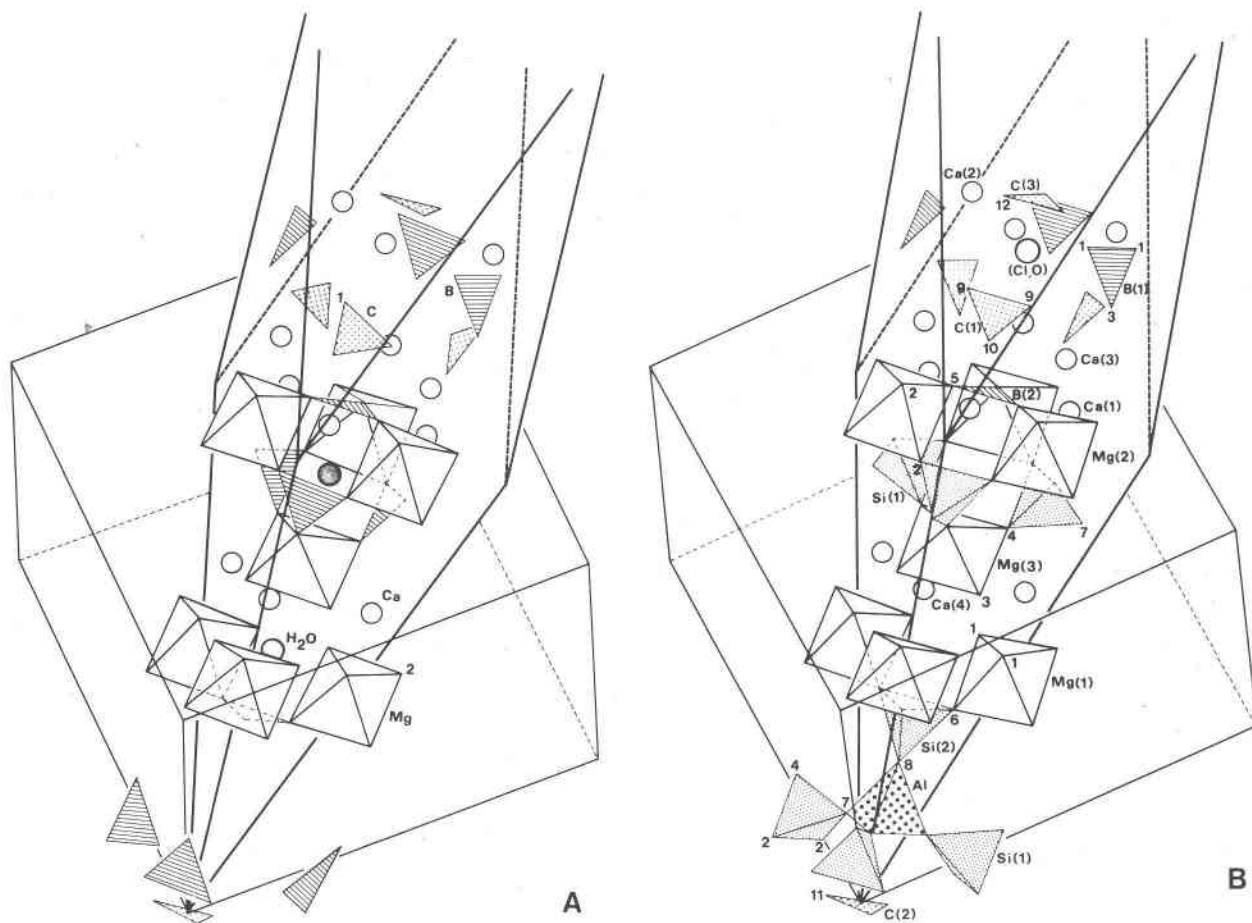 1
C
B
Ca
H₂O
2
Mg
A
Ca(2)
C(3)
12
1
1
(Cl,O)
9
9
B(1)
C(1)
3
10
Ca(3)
5
2
B(2)
Ca(1)
2
Mg(2)
Si(1)
4
7
Mg(3)
Ca(4)
3
1
1
Mg(1)
6
Si(2)
8
4
Al
7
2
2
Si(1)
11
C(2)
B